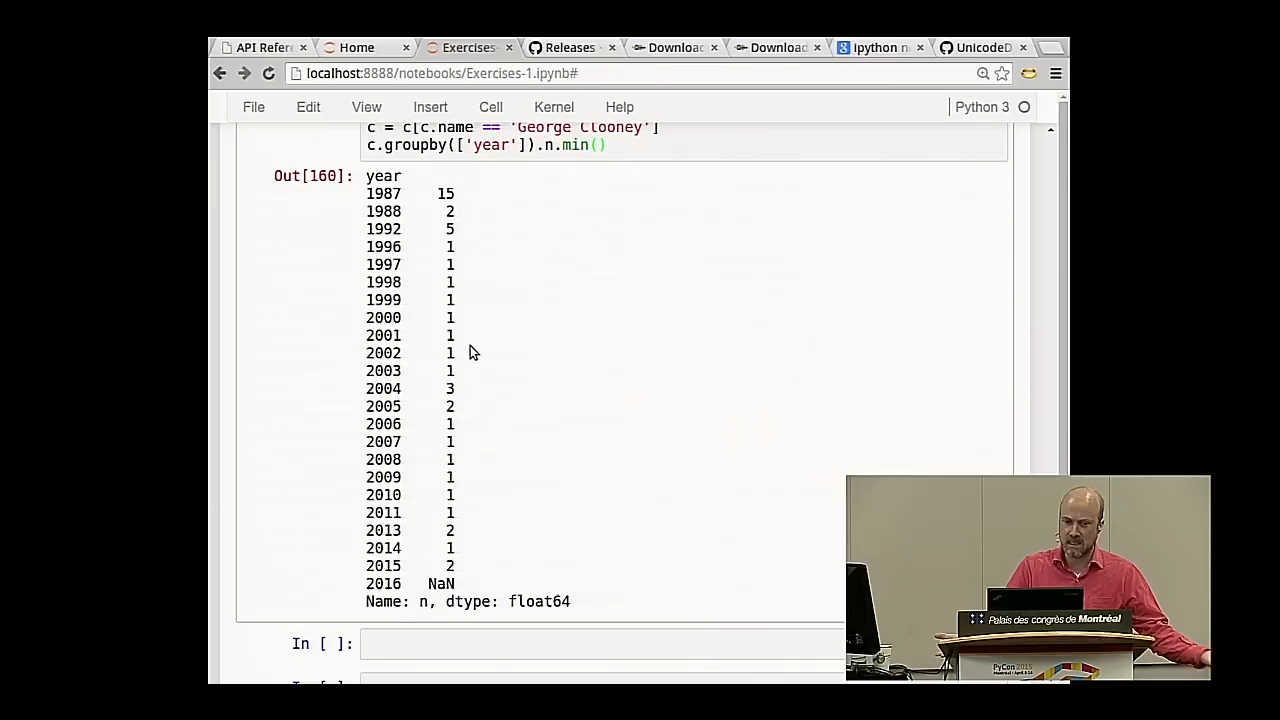 API Refer
Home
Exercises-
Releases
Download
Download
ipython n
UnicodeD
localhost:8888/notebooks/Exercises-1.ipynb#
File Edit View Insert Cell Kernel Help
Python 3
c = c[c.name == 'George Clooney']
c.groupby(['year']).n.min()
Out[160]: year
1987 15
1988 2
1992 5
1996 1
1997 1
1998 1
1999 1
2000 1
2001 1
2002 1
2003 1
2004 3
2005 2
2006 1
2007 1
2008 1
2009 1
2010 1
2011 1
2013 2
2014 1
2015 2
2016 NaN
Name: n, dtype: float64
In [ ]:
Palais des congrès de Montréal
PyCon 2015